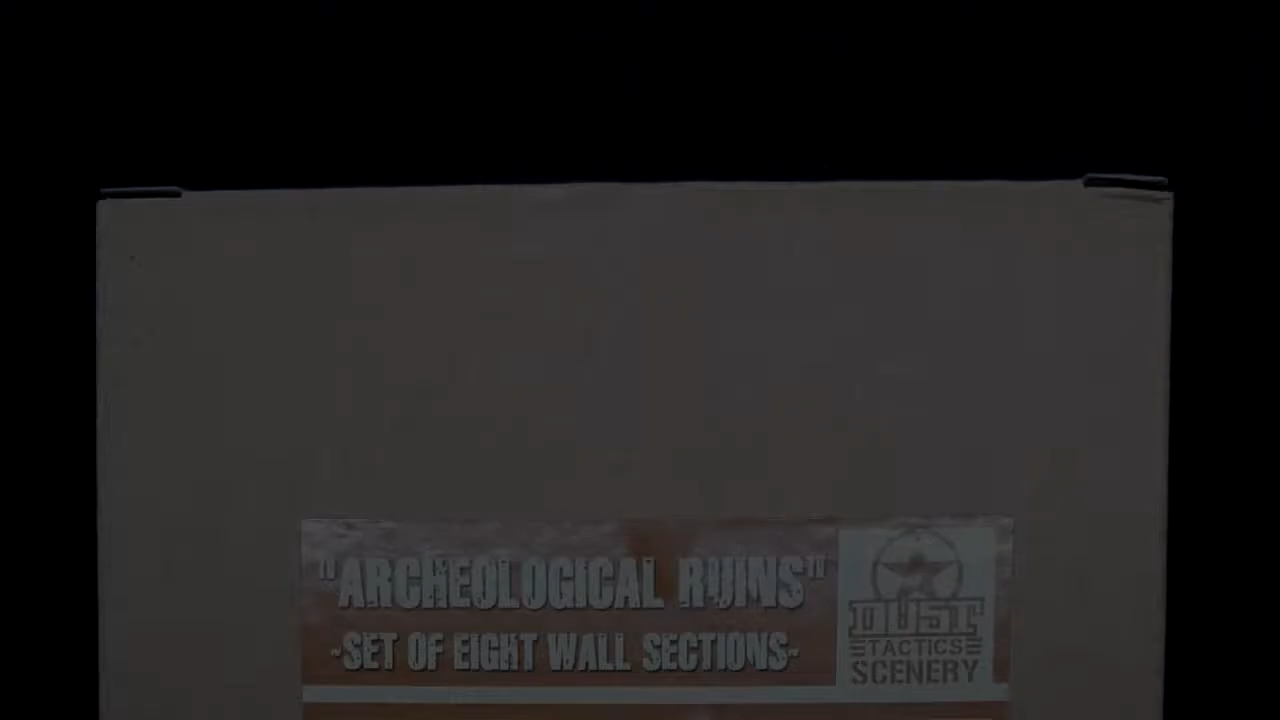 "ARCHEOLOGICAL RUINS"
-SET OF EIGHT WALL SECTIONS-
DUST
TACTICS
SCENERY